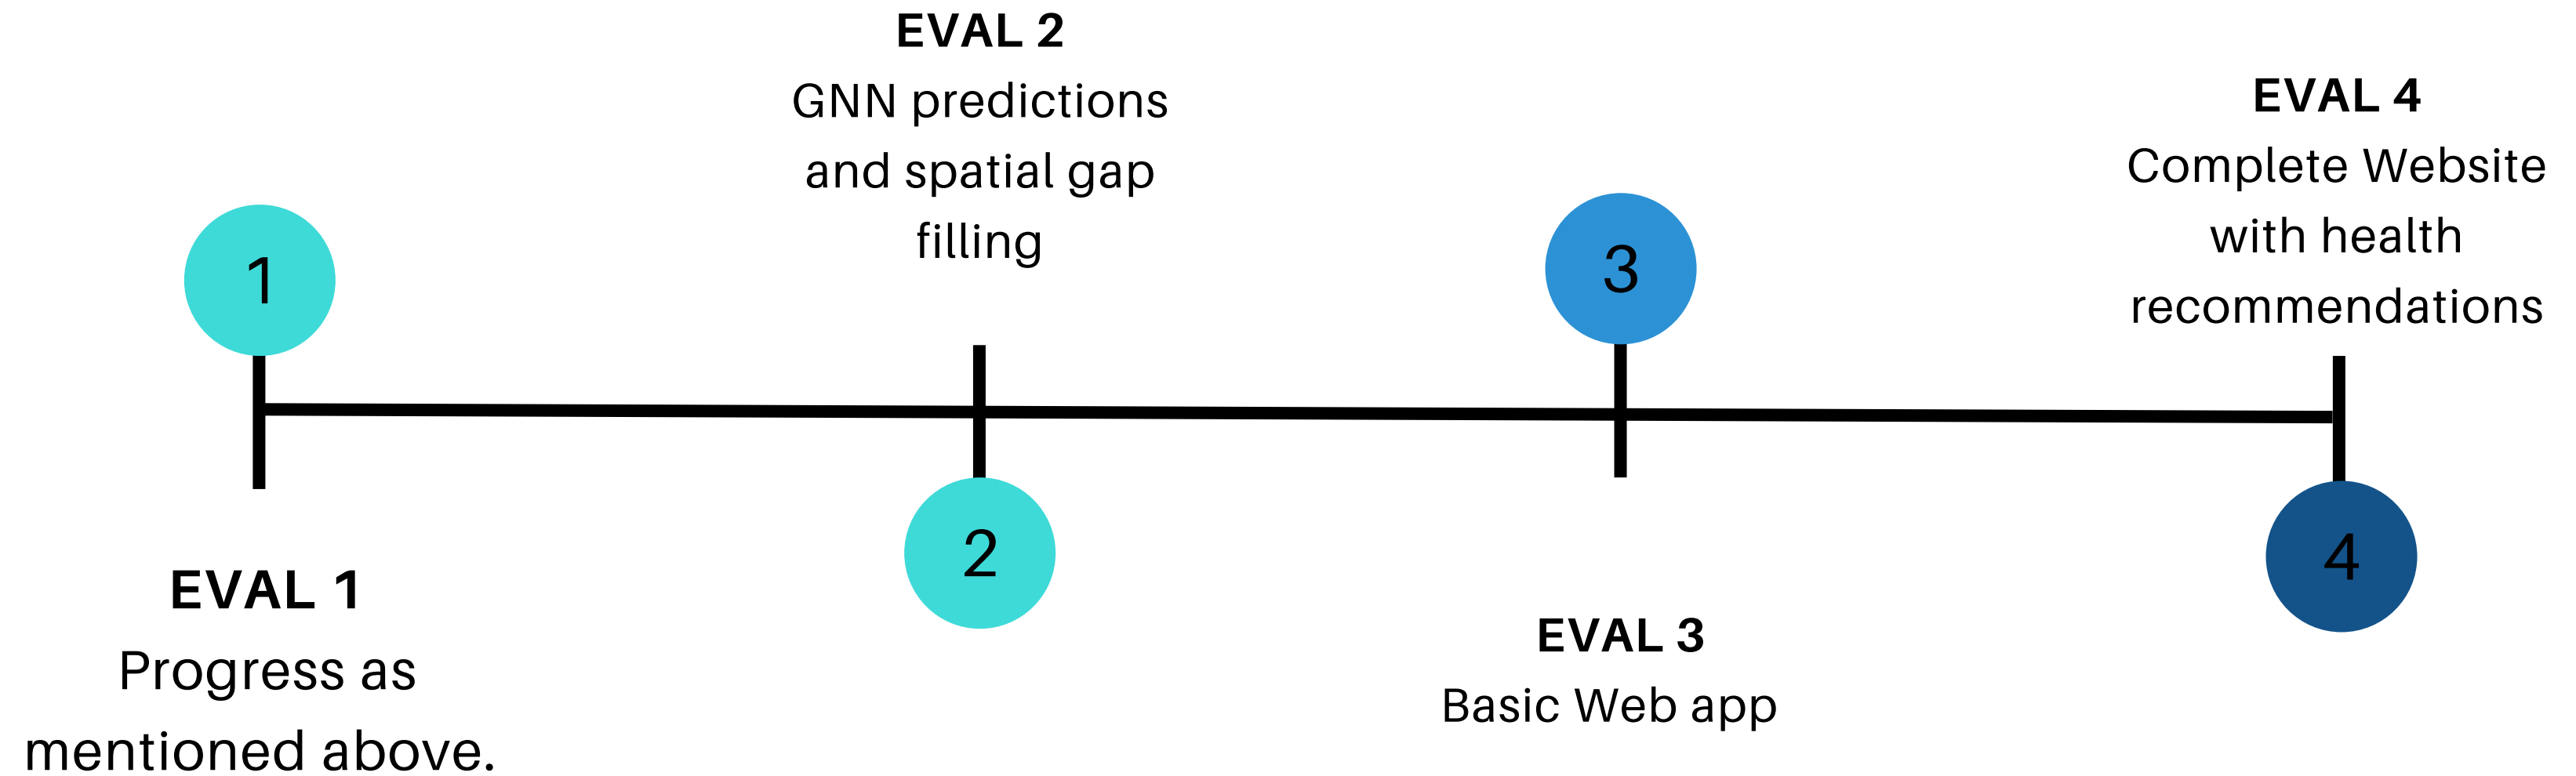 1
EVAL 1
Progress as
mentioned above.
EVAL 2
GNN predictions
and spatial gap
filling
2
3
EVAL 3
Basic Web app
EVAL 4
Complete Website
with health
recommendations
4